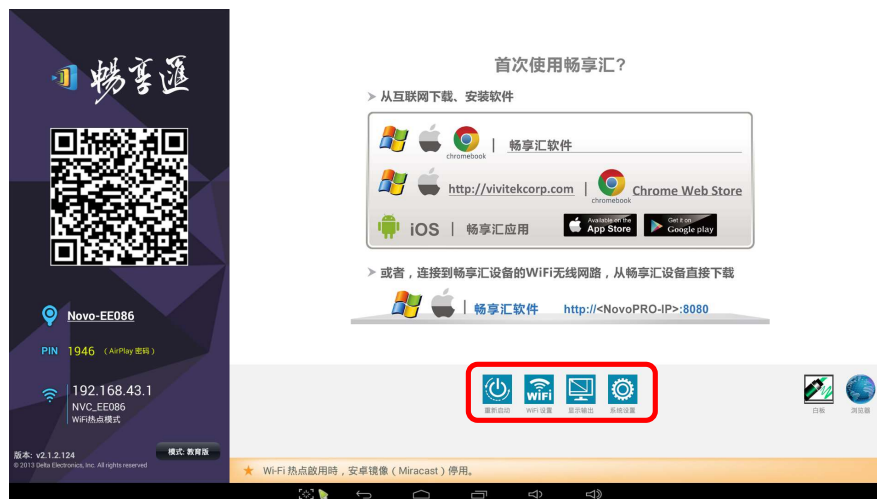 暢享匯
Novo-EE086
PIN 1946 （AirPlay 密码）
192.168.43.1
NVC_EE086
WiFi热点模式
版本: v2.1.2.124
© 2013 Delta Electronics, Inc. All rights reserved
模式: 教育版
首次使用畅享汇?
从互联网下载、安装软件
chromebook
| 畅享汇软件
http://vivitekcorp.com | Chrome Web Store
chromebook
iOS | 畅享汇应用
Available on the
App Store
Get it on
Google play
或者，连接到畅享汇设备的WiFi无线网路，从畅享汇设备直接下载
| 畅享汇软件 http://<NovoPRO-IP>:8080
WiFi
重新启动 WiFi 设置 显示输出 系统设置
白板 浏览器
Wi-Fi 热点啟用時，安卓镜像（Miracast）停用。